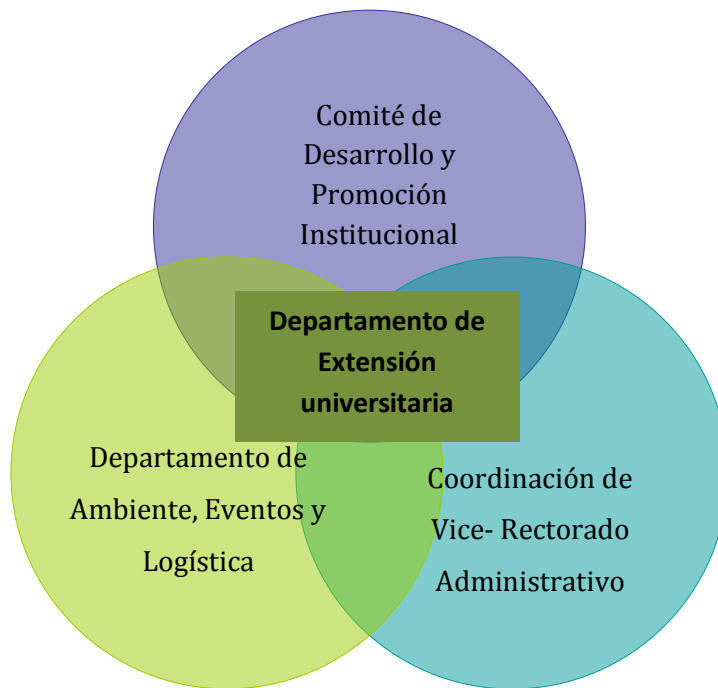 Comité de
Desarrollo y
Promoción
Institucional
Departamento de
Extensión
universitaria
Departamento de
Ambiente, Eventos y
Logística
Coordinación de
Vice- Rectorado
Administrativo